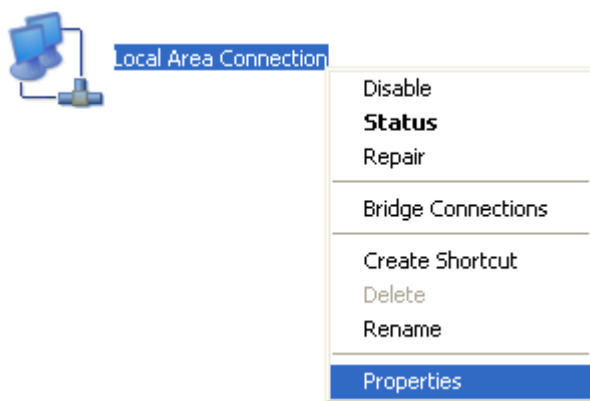 Local Area Connection
Disable
Status
Repair
Bridge Connections
Create Shortcut
Delete
Rename
Properties